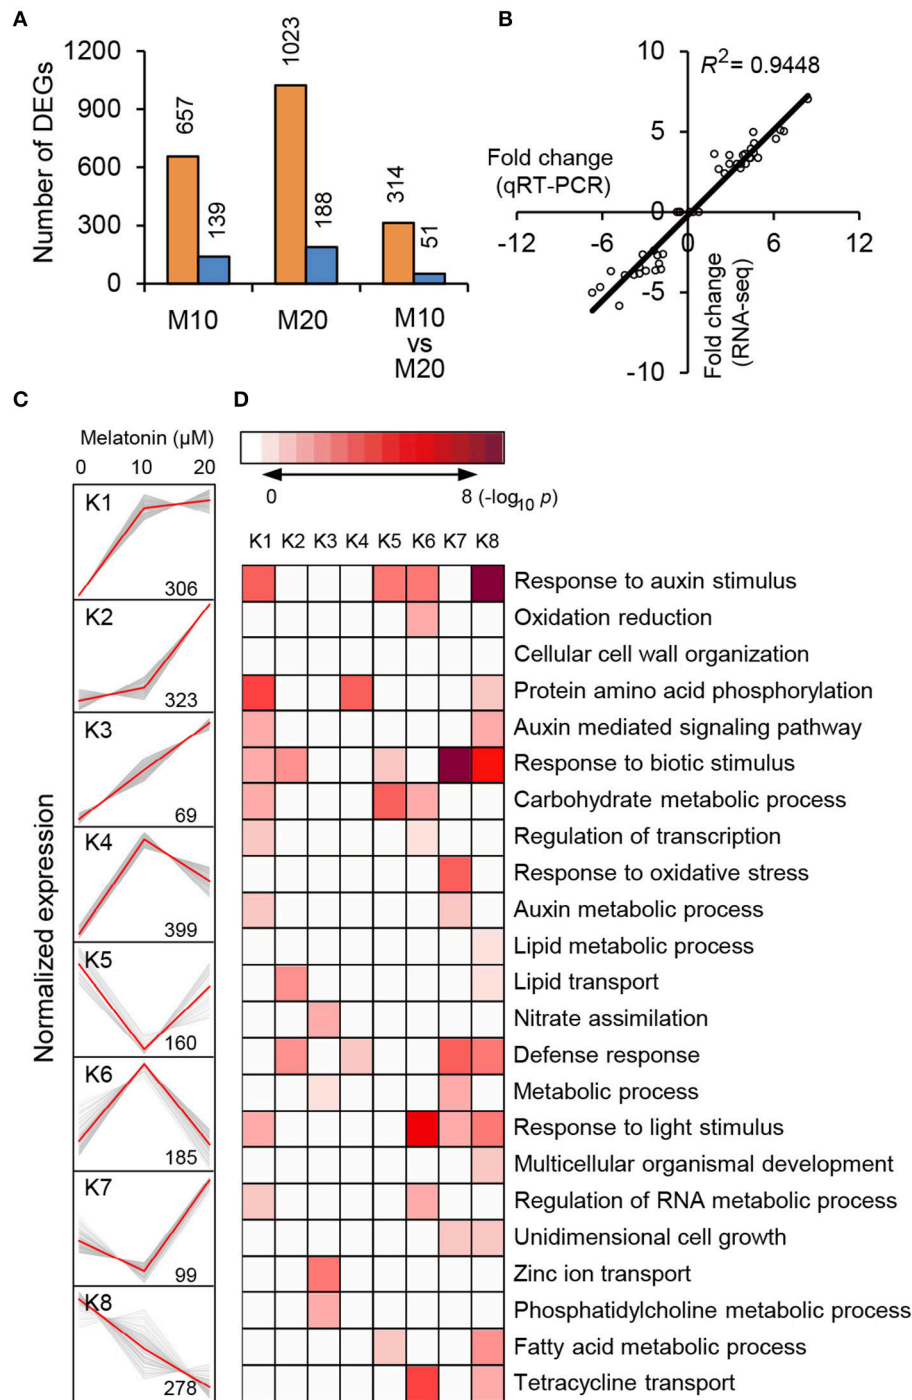 A
1200
900
600
300
0
Number of DEGs
657
139
1023
188
314
51
M10
M20
M10
vs
M20
B
10
5
0
-5
-10
-12
-6
0
6
12
R2= 0.9448
Fold change
(qRT-PCR)
Fold change
(RNA-seq)
C
Melatonin (µM)
0 10 20
Normalized expression
K1
306
K2
323
K3
69
K4
399
K5
160
K6
185
K7
99
K8
278
D
0 8 (-log10 p)
K1 K2 K3 K4 K5 K6 K7 K8
Response to auxin stimulus
Oxidation reduction
Cellular cell wall organization
Protein amino acid phosphorylation
Auxin mediated signaling pathway
Response to biotic stimulus
Carbohydrate metabolic process
Regulation of transcription
Response to oxidative stress
Auxin metabolic process
Lipid metabolic process
Lipid transport
Nitrate assimilation
Defense response
Metabolic process
Response to light stimulus
Multicellular organismal development
Regulation of RNA metabolic process
Unidimensional cell growth
Zinc ion transport
Phosphatidylcholine metabolic process
Fatty acid metabolic process
Tetracycline transport